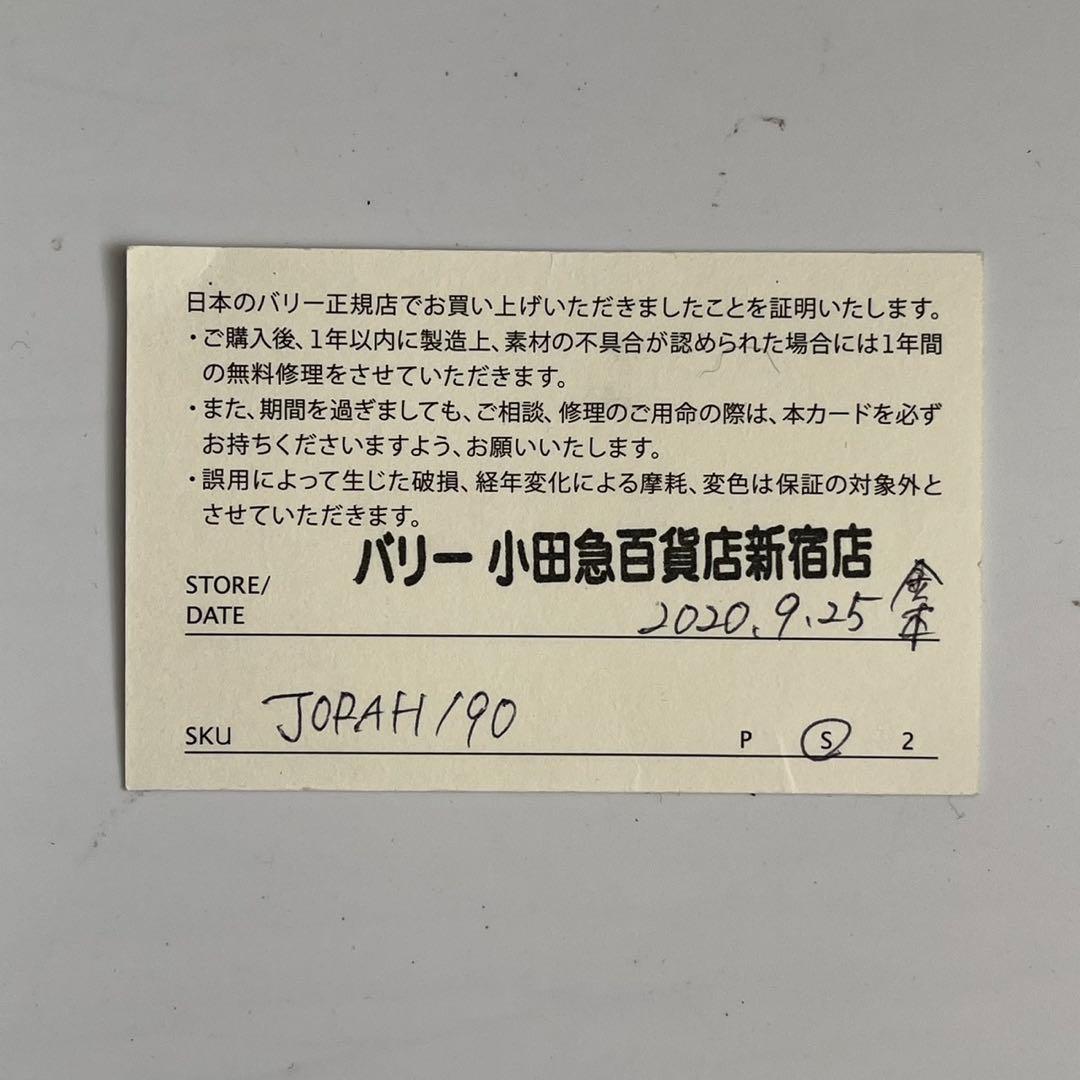 日本のバリー正規店でお買い上げいただきましたことを証明いたします。
・ご購入後、1年以内に製造上、素材の不具合が認められた場合には1年間
の無料修理をさせていただきます。
・また、期間を過ぎましても、ご相談、修理のご用命の際は、本カードを必ず
お持ちくださいますよう、お願いいたします。
・誤用によって生じた破損、経年変化による摩耗、変色は保証の対象外と
させていただきます。
バリー 小田急百貨店新宿店
STORE/
DATE 2020.9.25 金本
SKU JORAH/90 P S 2